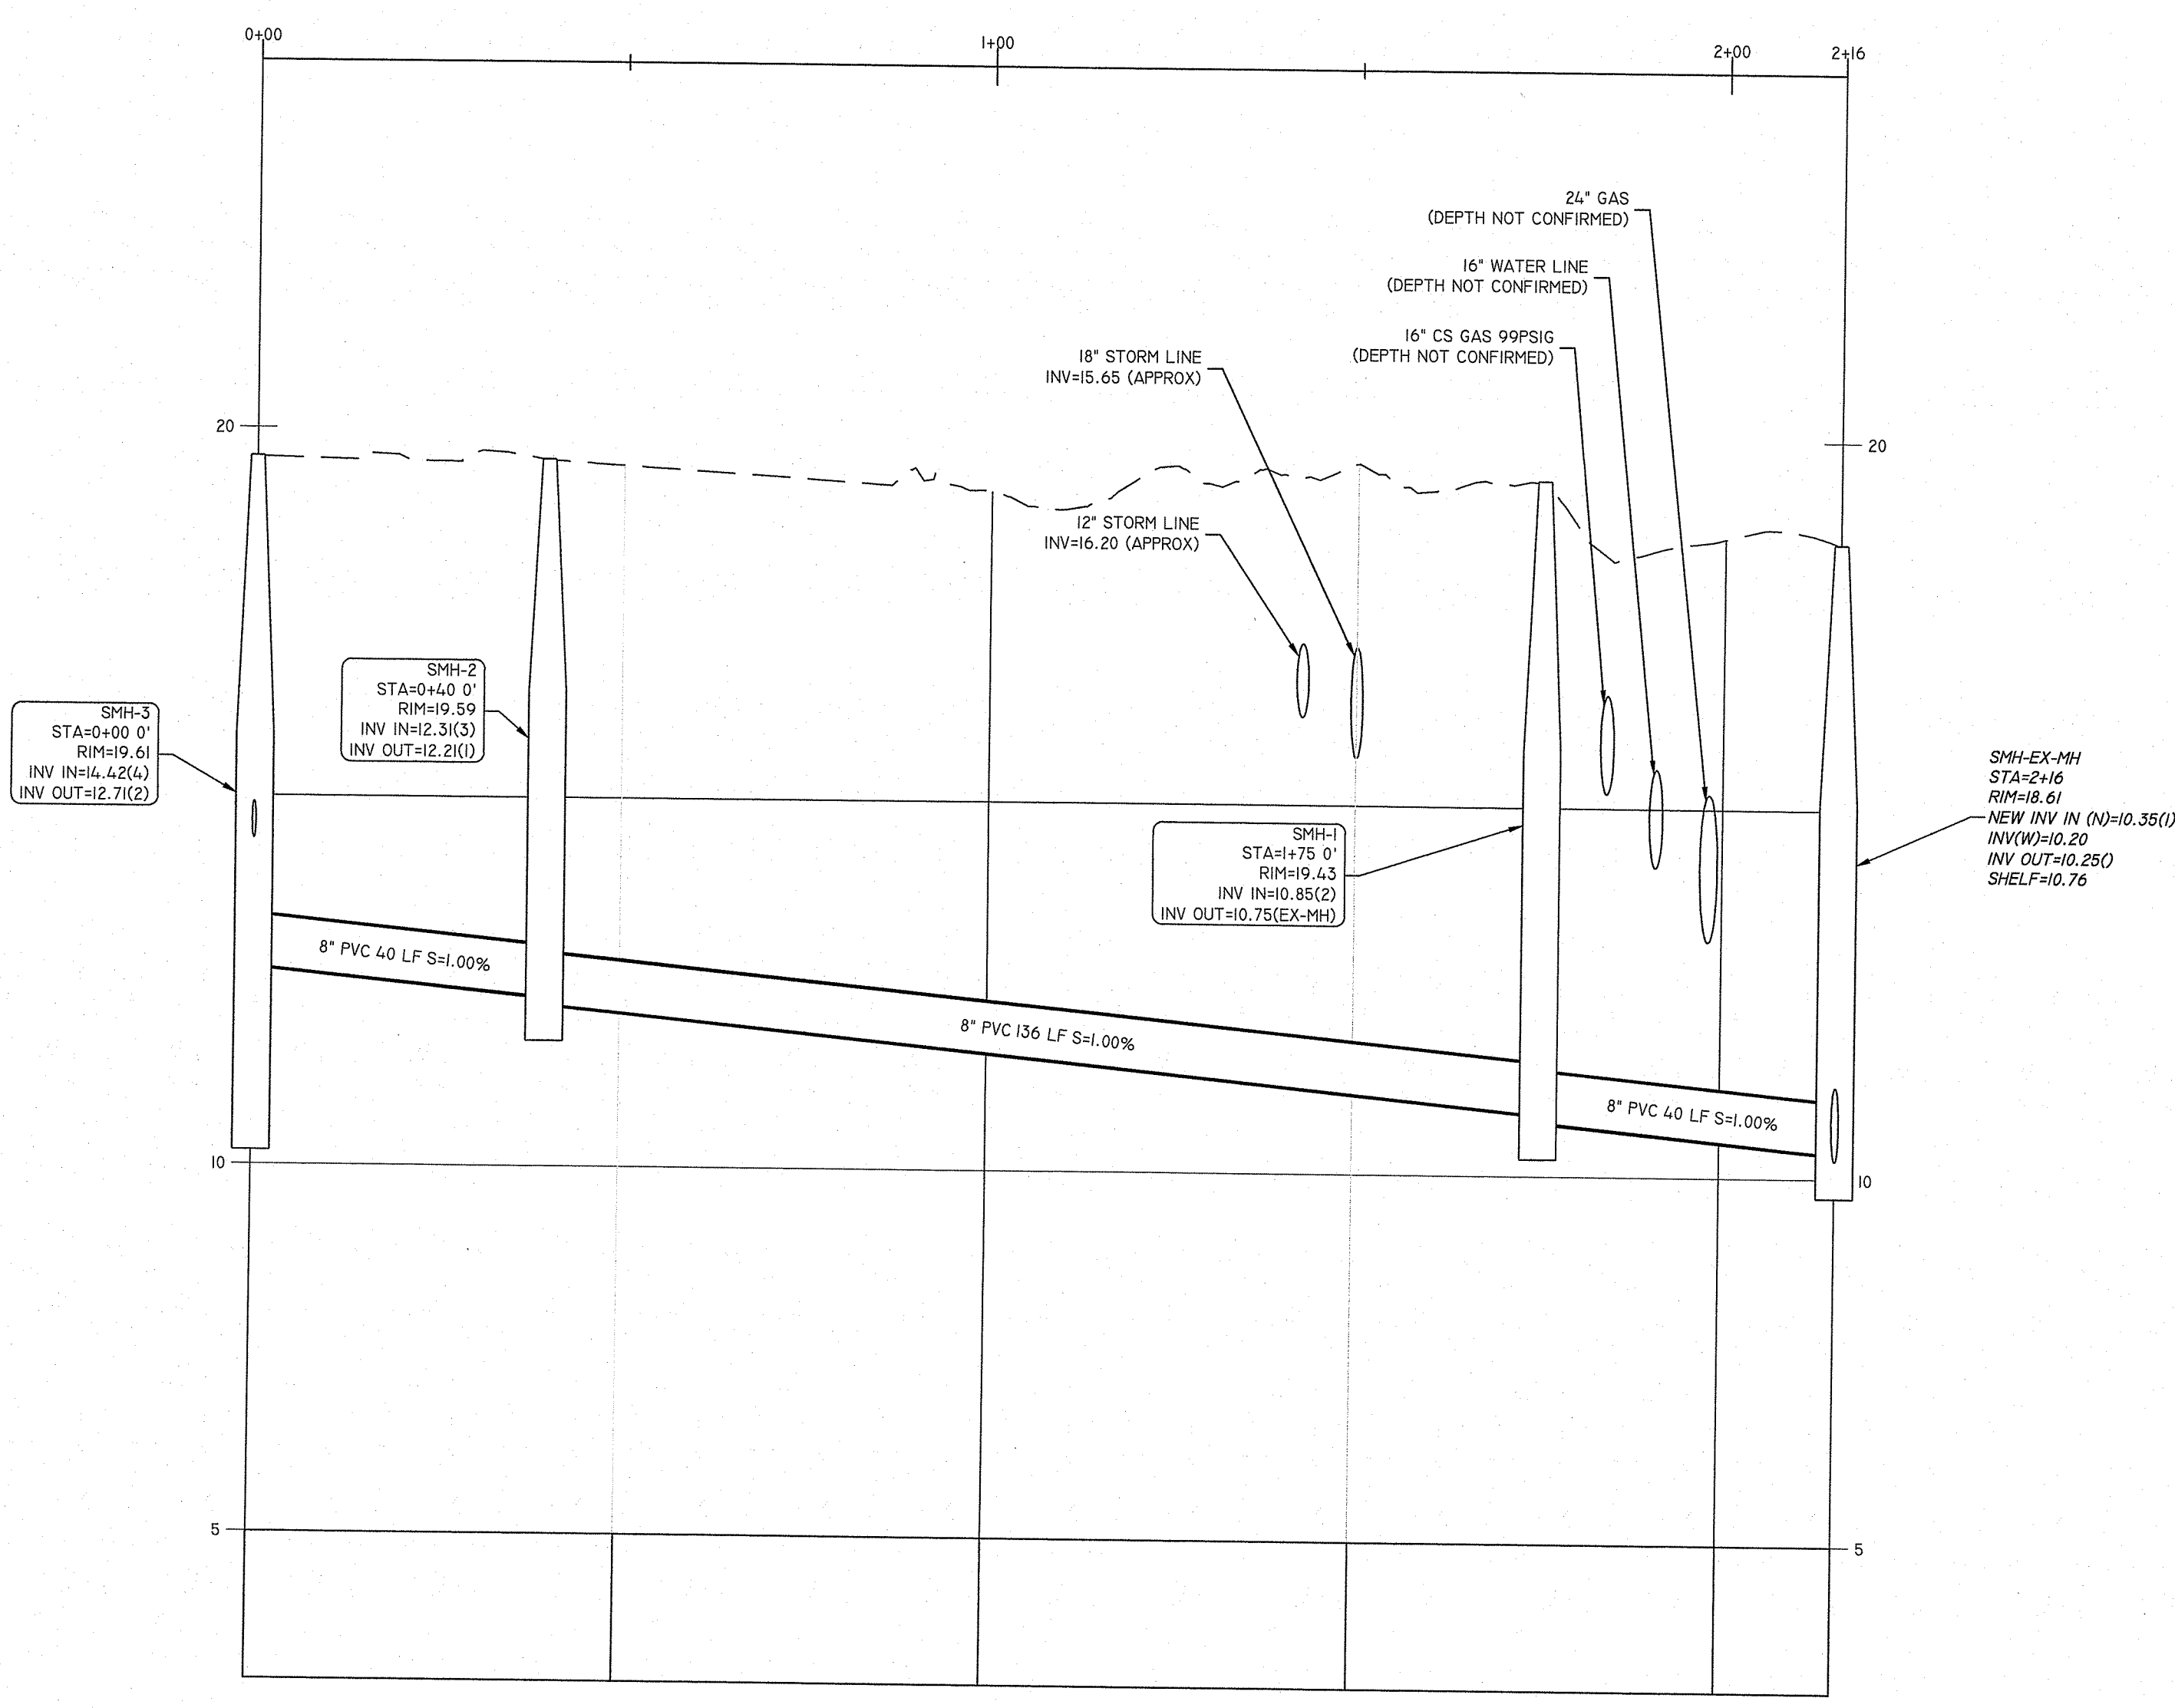 0+00
1+00
2+00
2+16
24" GAS
(DEPTH NOT CONFIRMED)
16" WATER LINE
(DEPTH NOT CONFIRMED)
16" CS GAS 99PSIG
(DEPTH NOT CONFIRMED)
18" STORM LINE
INV=15.65 (APPROX)
20
20
12" STORM LINE
INV=16.20 (APPROX)
SMH-2
STA=0+40 0'
RIM=19.59
INV IN=12.31(3)
INV OUT=12.21(1)
SMH-3
STA=0+00 0'
RIM=19.61
INV IN=14.42(4)
INV OUT=12.71(2)
SMH-EX-MH
STA=2+16
RIM=18.61
NEW INV IN (N)=10.35(1)
INV(W)=10.20
INV OUT=10.25()
SHELF=10.76
SMH-1
STA=1+75 0'
RIM=19.43
INV IN=10.85(2)
INV OUT=10.75(EX-MH)
8" PVC 40 LF S=1.00%
8" PVC 136 LF S=1.00%
8" PVC 40 LF S=1.00%
10
10
5
5